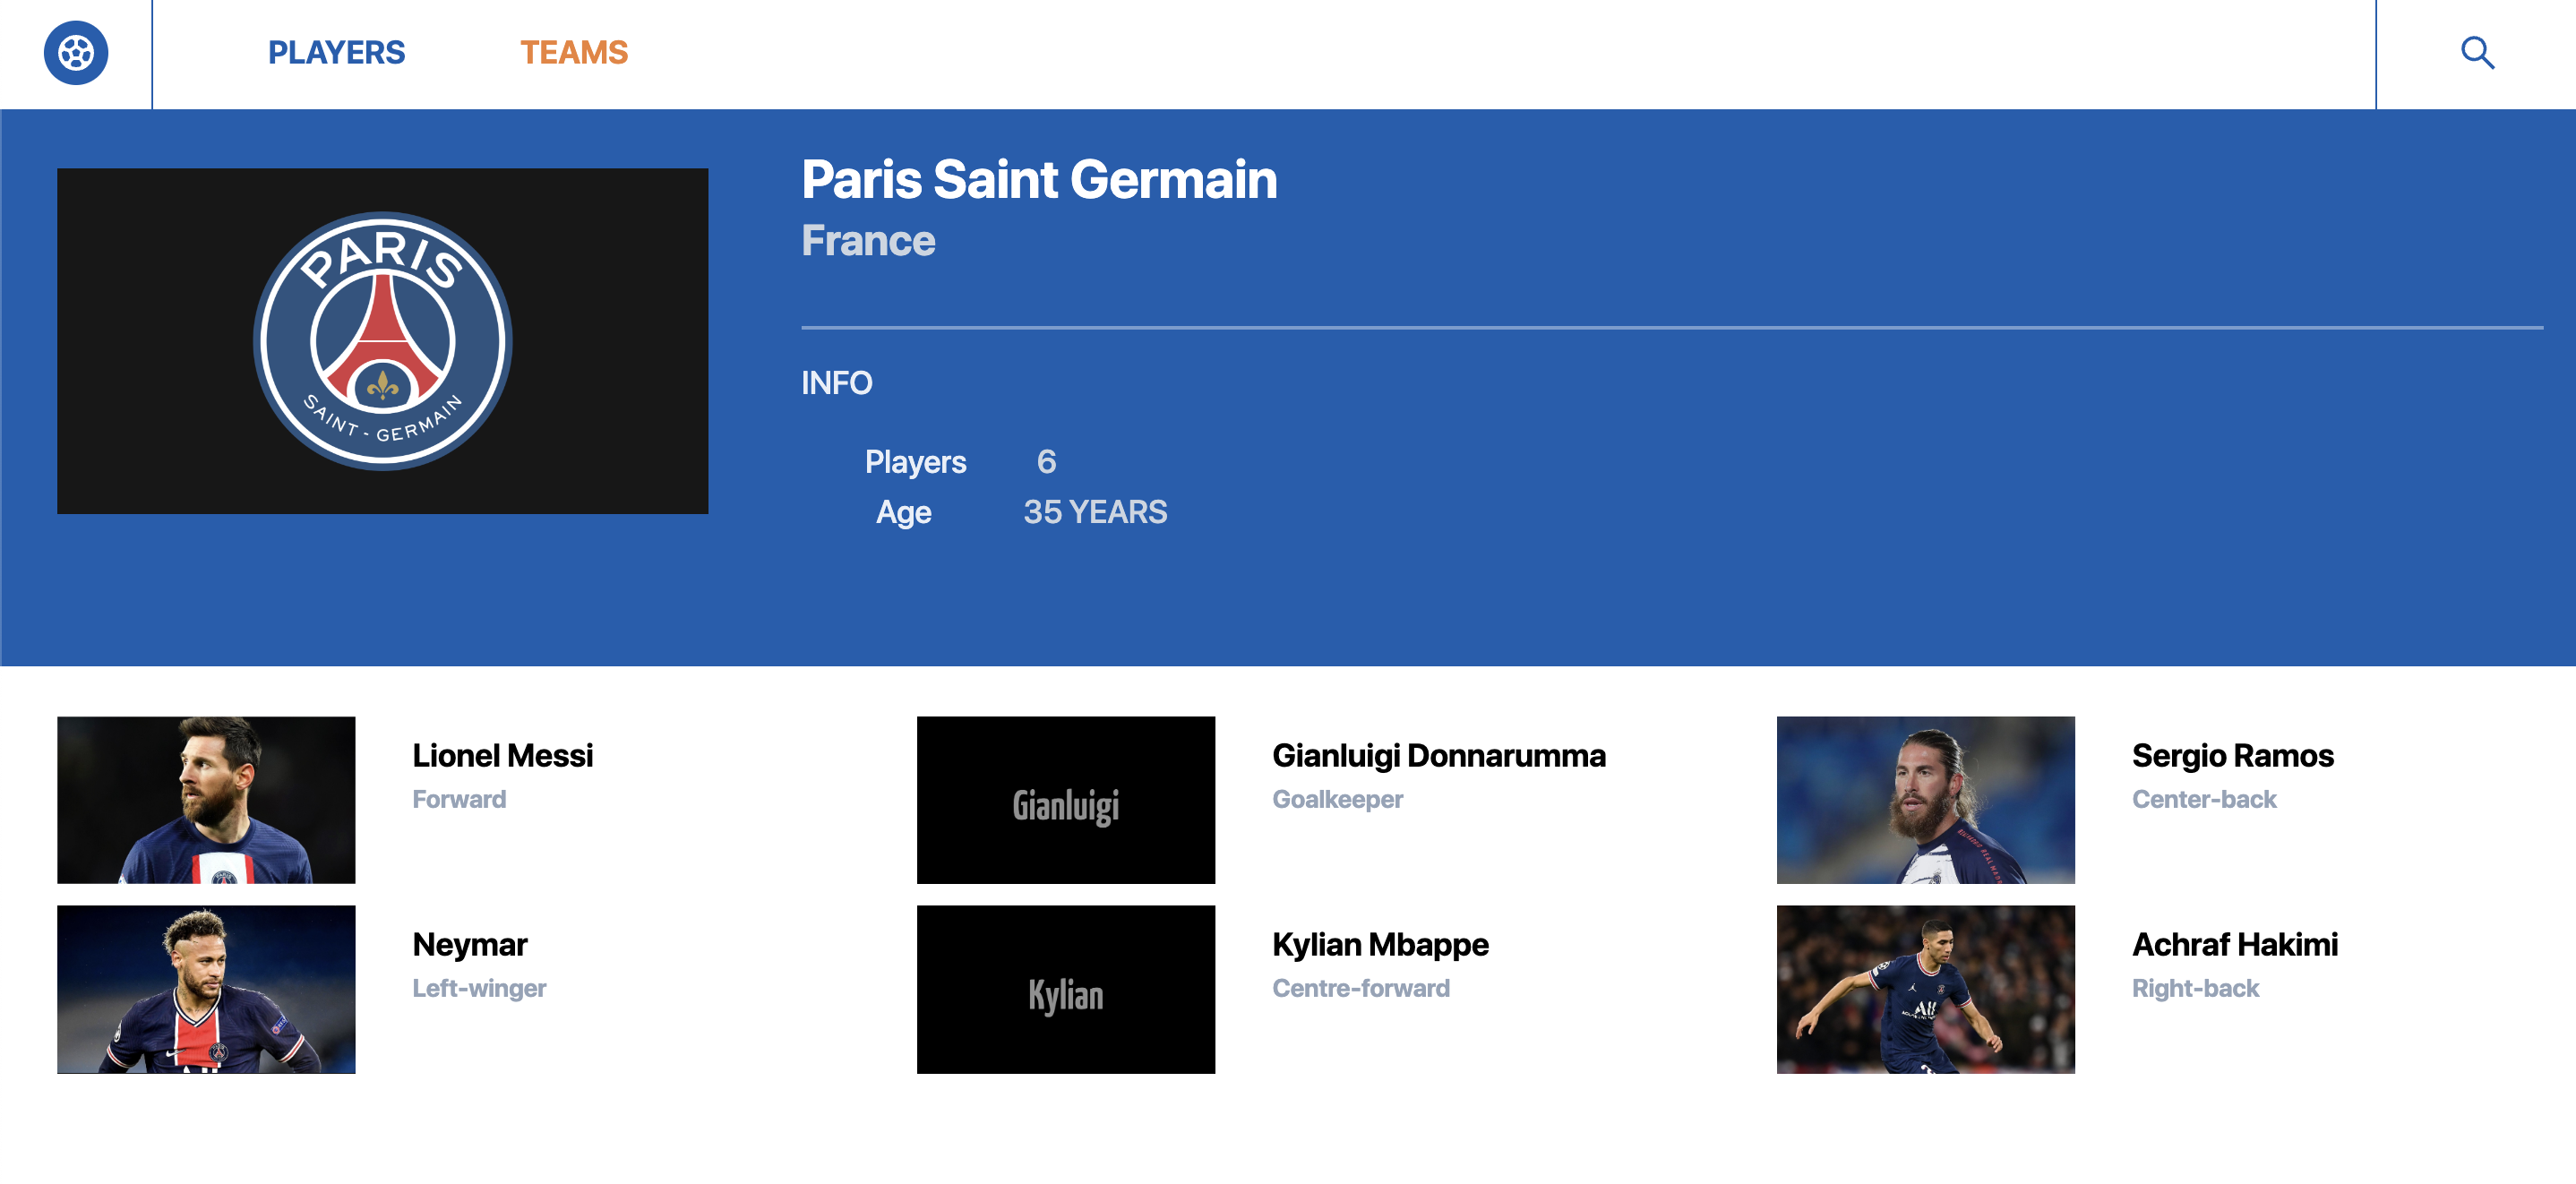 PLAYERS TEAMS
PARIS
SAINT - GERMAIN
Paris Saint Germain
France
INFO
Players 6
Age 35 YEARS
Lionel Messi
Forward
Gianluigi
Gianluigi Donnarumma
Goalkeeper
Sergio Ramos
Center-back
Neymar
Left-winger
Kylian
Kylian Mbappe
Centre-forward
Achraf Hakimi
Right-back